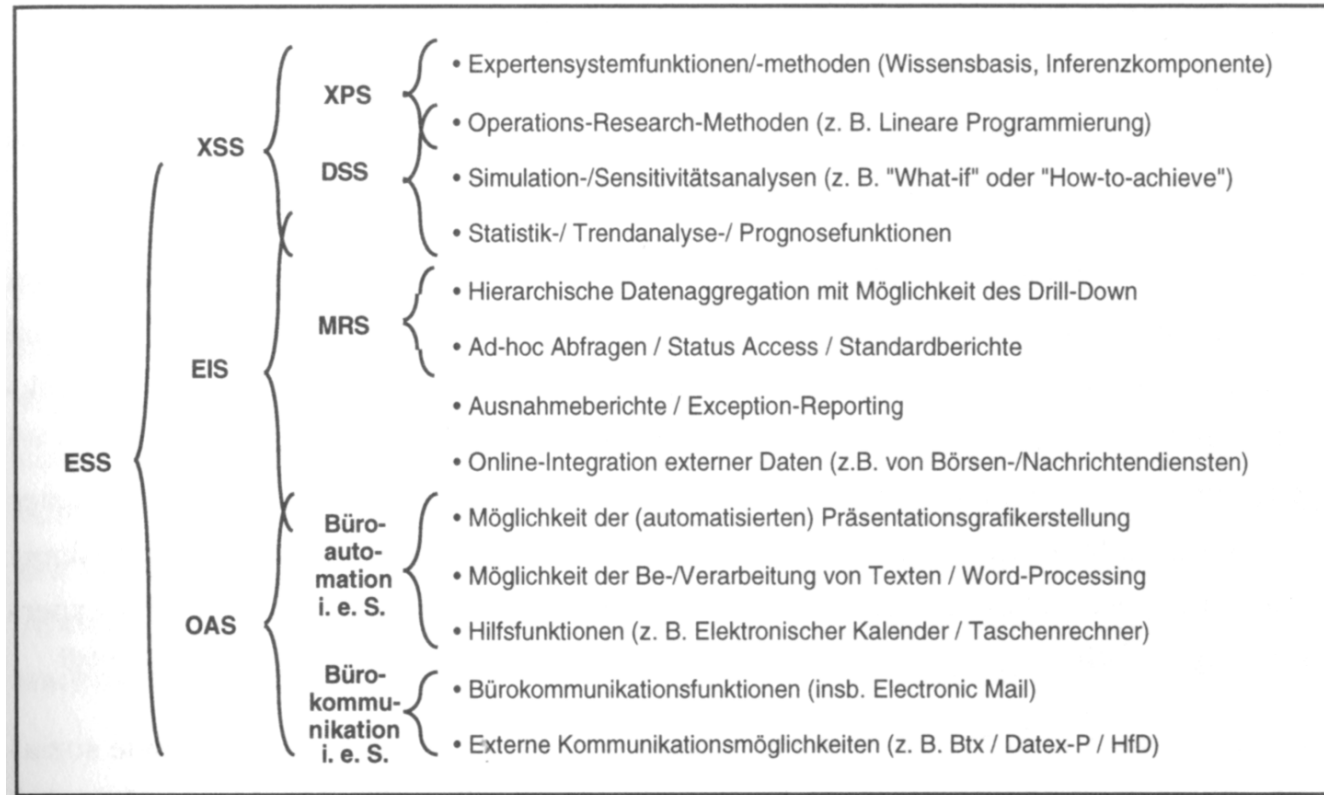 • Expertensystemfunktionen/-methoden (Wissensbasis, Inferenzkomponente)
XPS
• Operations-Research-Methoden (z. B. Lineare Programmierung)
XSS
DSS
• Simulation-/Sensitivitätsanalysen (z. B. "What-if" oder "How-to-achieve")
• Statistik-/ Trendanalyse-/ Prognosefunktionen
• Hierarchische Datenaggregation mit Möglichkeit des Drill-Down
MRS
• Ad-hoc Abfragen / Status Access / Standardberichte
EIS
• Ausnahmeberichte / Exception-Reporting
ESS
• Online-Integration externer Daten (z.B. von Börsen-/Nachrichtendiensten)
Büro-
auto-
mation
i. e. S.
• Möglichkeit der (automatisierten) Präsentationsgrafikerstellung
• Möglichkeit der Be-/Verarbeitung von Texten / Word-Processing
OAS
• Hilfsfunktionen (z. B. Elektronischer Kalender / Taschenrechner)
Büro-
kommu-
nikation
i. e. S.
• Bürokommunikationsfunktionen (insb. Electronic Mail)
• Externe Kommunikationsmöglichkeiten (z. B. Btx / Datex-P / HfD)